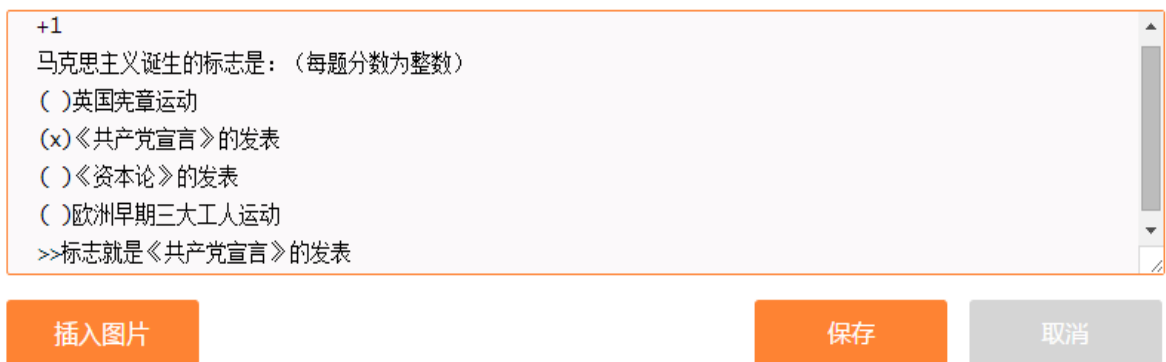 +1
马克思主义诞生的标志是：（每题分数为整数）
( )英国宪章运动
(x)《共产党宣言》的发表
( )《资本论》的发表
( )欧洲早期三大工人运动
>>标志就是《共产党宣言》的发表
插入图片 保存 取消